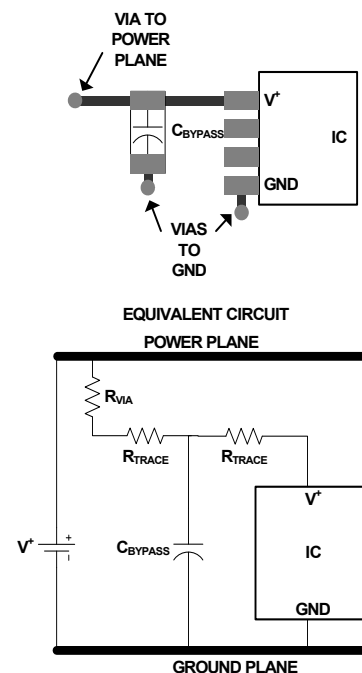 VIA TO
POWER
PLANE
V+
CBYPASS
IC
GND
VIAS
TO
GND
EQUIVALENT CIRCUIT
POWER PLANE
RVIA
RTRACE
RTRACE
V+
V+
+
-
CBYPASS
IC
GND
GROUND PLANE